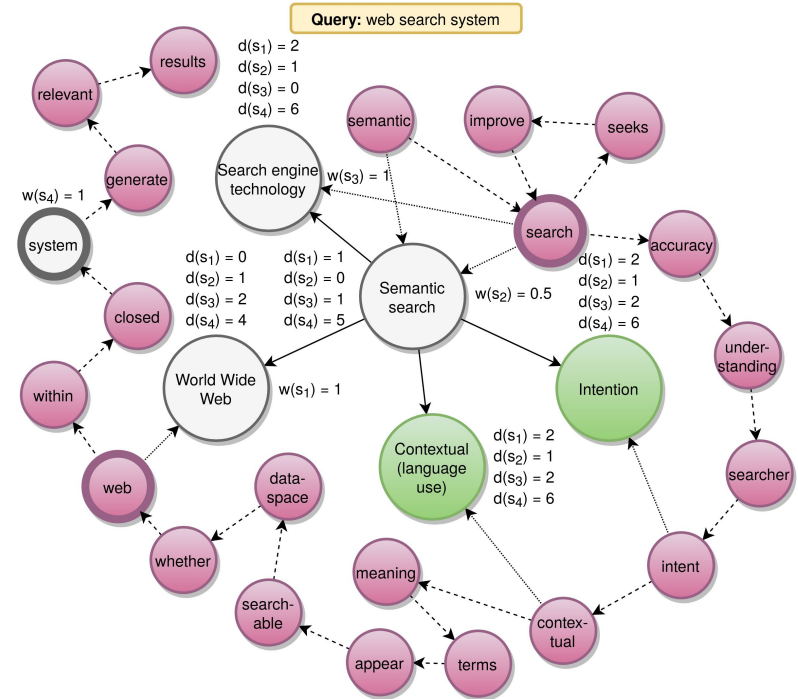 Query: web search system
d(s₁) = 2
d(s₂) = 1
d(s₃) = 0
d(s₄) = 6
results
relevant
semantic
improve
seeks
generate
Search engine
technology
w(s₃) = 1
w(s₄) = 1
system
search
accuracy
d(s₁) = 0
d(s₂) = 1
d(s₃) = 2
d(s₄) = 4
d(s₁) = 1
d(s₂) = 0
d(s₃) = 1
d(s₄) = 5
Semantic
search
w(s₂) = 0.5
d(s₁) = 2
d(s₂) = 1
d(s₃) = 2
d(s₄) = 6
closed
under-
standing
within
World Wide
Web
w(s₁) = 1
Intention
Contextual
(language
use)
d(s₁) = 2
d(s₂) = 1
d(s₃) = 2
d(s₄) = 6
web
data-
space
searcher
whether
meaning
intent
search-
able
contex-
tual
appear
terms